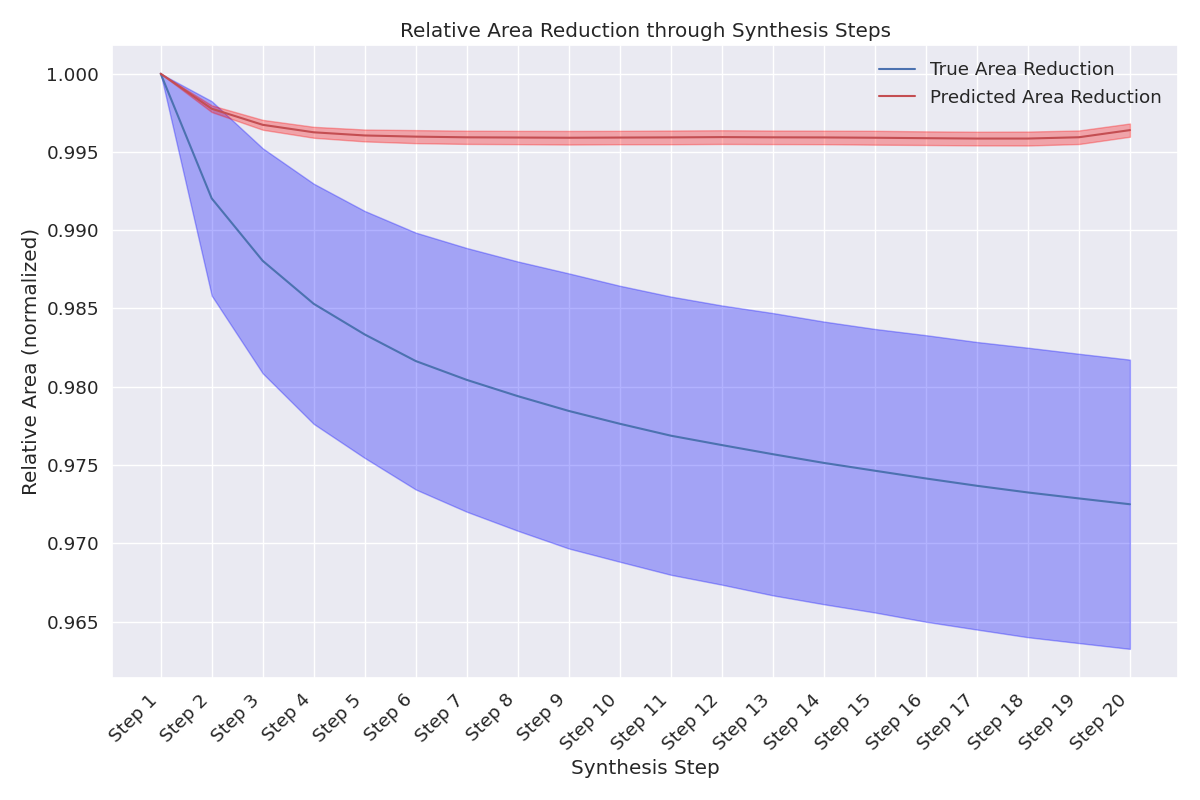 Relative Area Reduction through Synthesis Steps
True Area Reduction
Predicted Area Reduction
Relative Area (normalized)
1.000
0.995
0.990
0.985
0.980
0.975
0.970
0.965
Step 1
Step 2
Step 3
Step 4
Step 5
Step 6
Step 7
Step 8
Step 9
Step 10
Step 11
Step 12
Step 13
Step 14
Step 15
Step 16
Step 17
Step 18
Step 19
Step 20
Synthesis Step